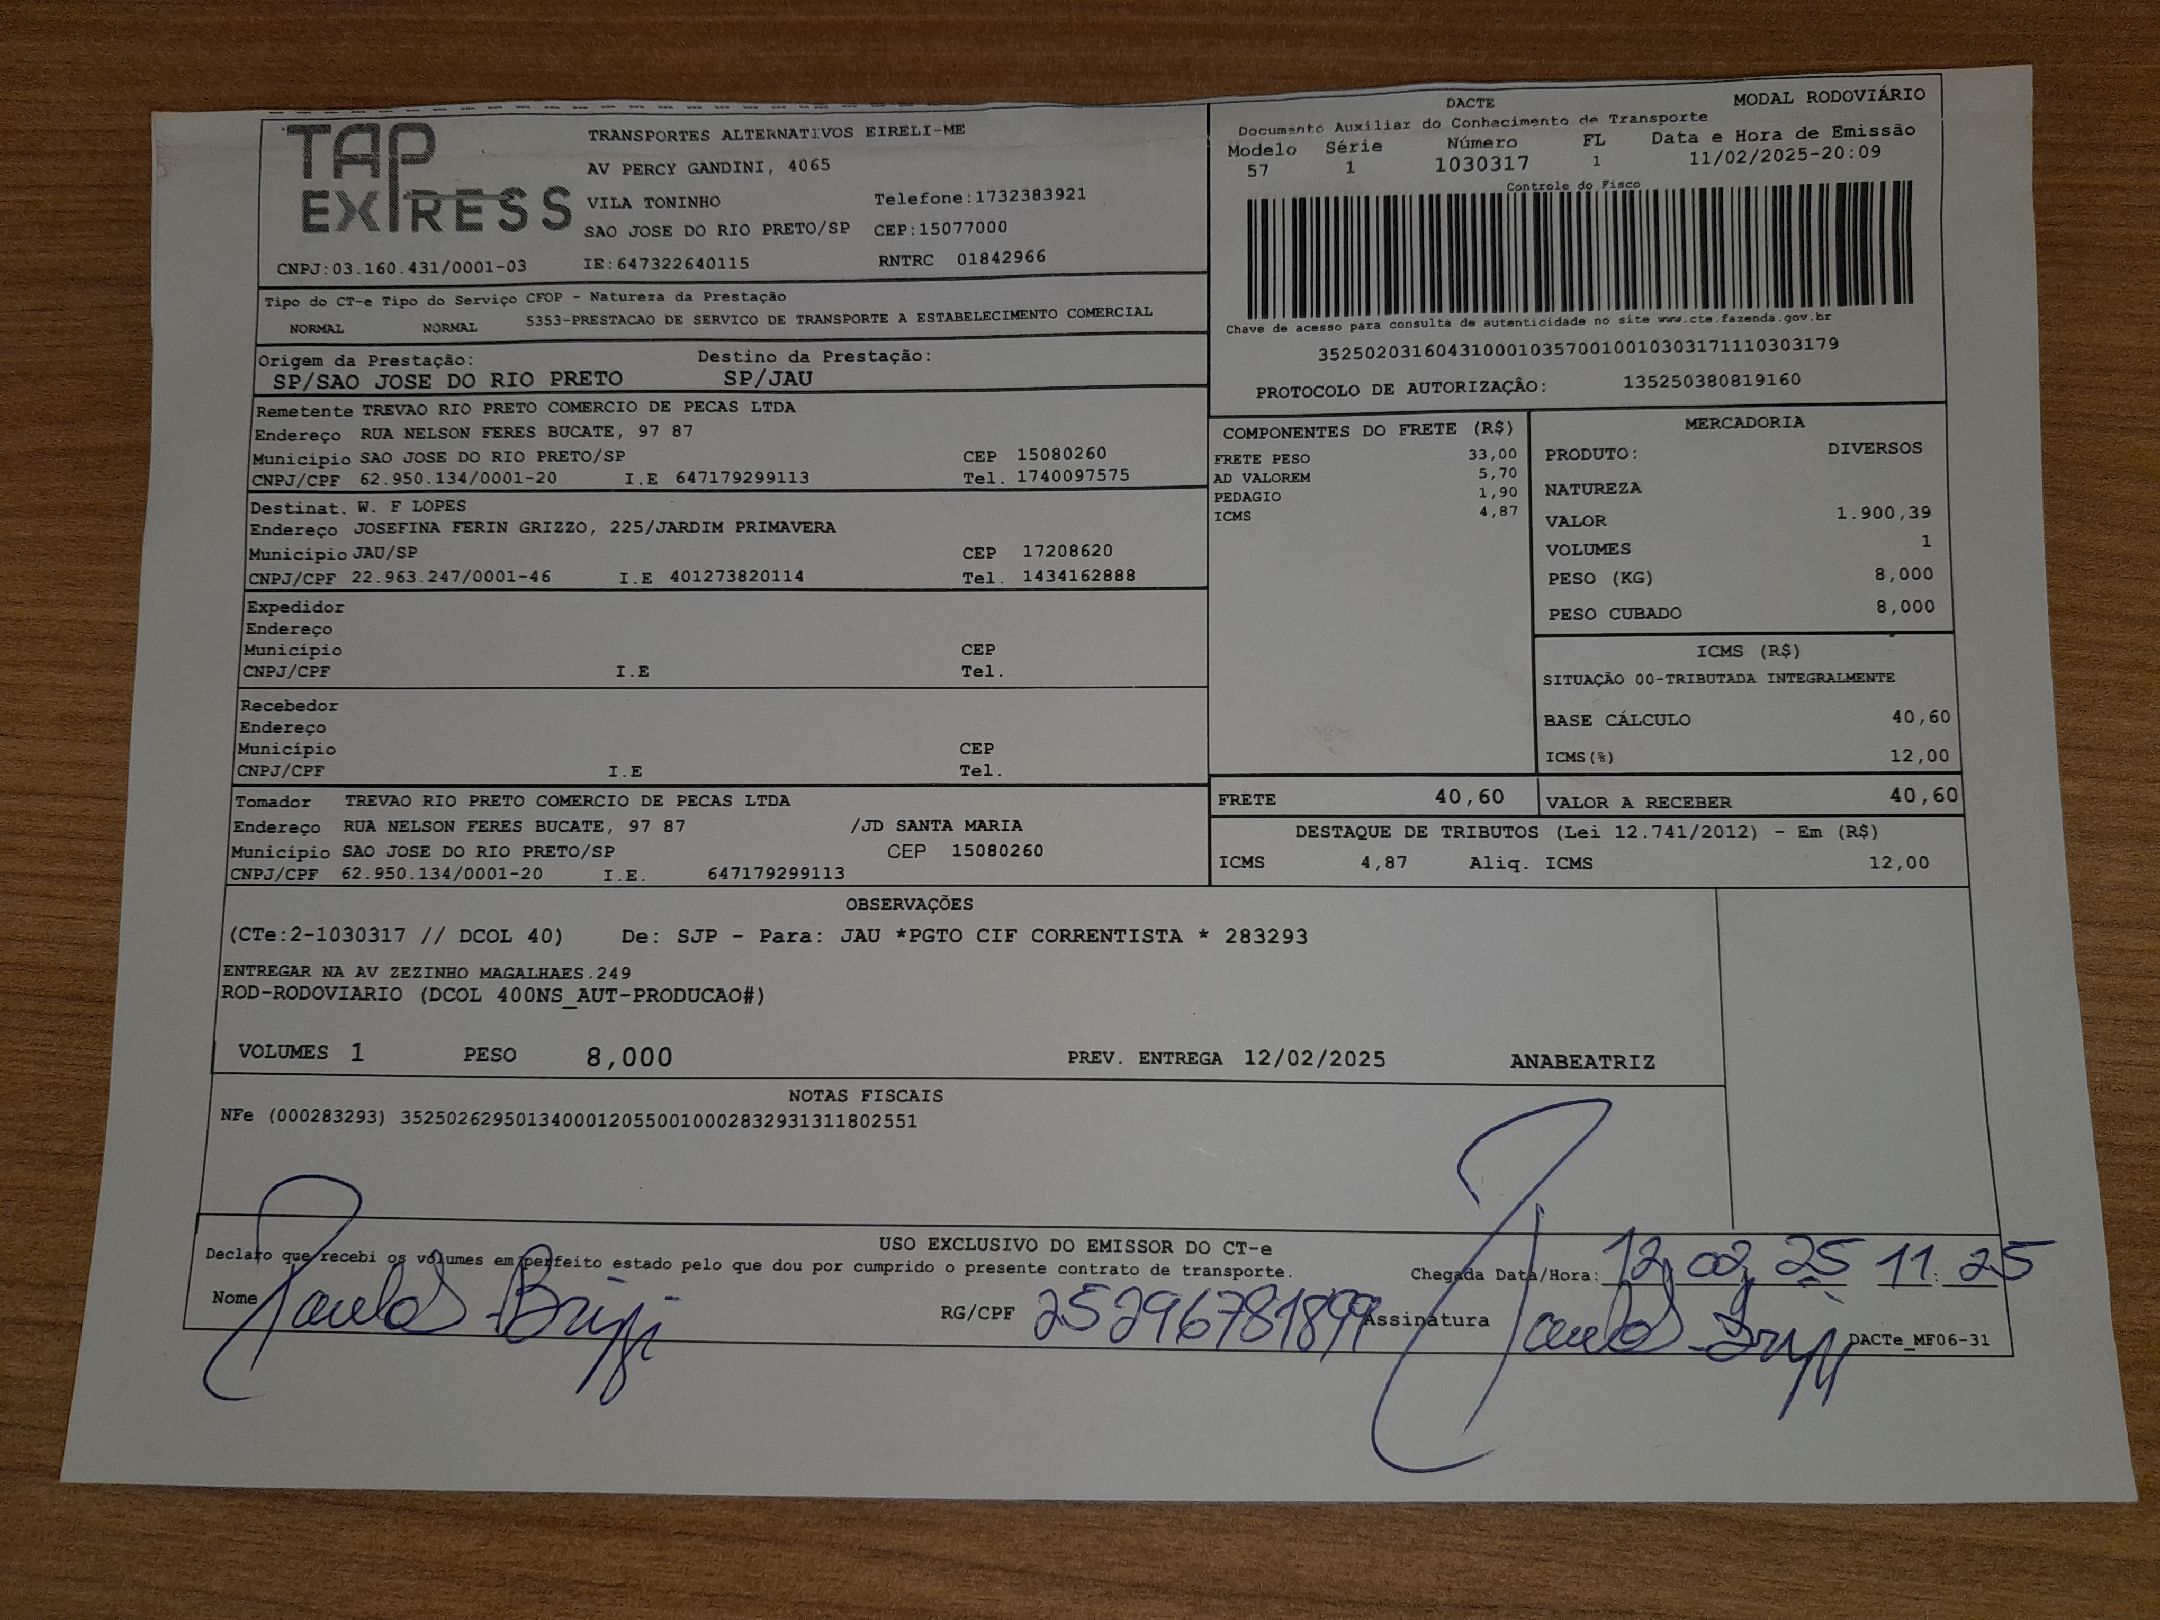 TAP EXPRESS
TRANSPORTES ALTERNATIVOS EIRELI-ME
AV PERCY GANDINI, 4065
VILA TONINHO Telefone:1732383921
SAO JOSE DO RIO PRETO/SP CEP:15077000
CNPJ:03.160.431/0001-03 IE:647322640115 RNTRC 01842966
DACTE MODAL RODOVIÁRIO
Documento Auxiliar do Conhecimento de Transporte
Modelo Série Número FL Data e Hora de Emissão
57 1 1030317 1 11/02/2025-20:09
Controle do Fisco
Chave de acesso para consulta de autenticidade no site www.cte.fazenda.gov.br
35250203160431000103570010010303171110303179
PROTOCOLO DE AUTORIZAÇÃO: 135250380819160
Tipo do CT-e Tipo do Serviço CFOP - Natureza da Prestação
NORMAL NORMAL 5353-PRESTACAO DE SERVICO DE TRANSPORTE A ESTABELECIMENTO COMERCIAL
Origem da Prestação: Destino da Prestação:
SP/SAO JOSE DO RIO PRETO SP/JAU
Remetente TREVAO RIO PRETO COMERCIO DE PECAS LTDA
Endereço RUA NELSON FERES BUCATE, 97 87
Município SAO JOSE DO RIO PRETO/SP CEP 15080260
CNPJ/CPF 62.950.134/0001-20 I.E 647179299113 Tel. 1740097575
Destinat. W. F LOPES
Endereço JOSEFINA FERIN GRIZZO, 225/JARDIM PRIMAVERA
Município JAU/SP CEP 17208620
CNPJ/CPF 22.963.247/0001-46 I.E 401273820114 Tel. 1434162888
Expedidor
Endereço
Município CEP
CNPJ/CPF I.E Tel.
Recebedor
Endereço
Município CEP
CNPJ/CPF I.E Tel.
Tomador TREVAO RIO PRETO COMERCIO DE PECAS LTDA
Endereço RUA NELSON FERES BUCATE, 97 87 /JD SANTA MARIA
Município SAO JOSE DO RIO PRETO/SP CEP 15080260
CNPJ/CPF 62.950.134/0001-20 I.E. 647179299113
COMPONENTES DO FRETE (R$)
FRETE PESO 33,00
AD VALOREM 5,70
PEDAGIO 1,90
ICMS 4,87
MERCADORIA
PRODUTO: DIVERSOS
NATUREZA
VALOR 1.900,39
VOLUMES 1
PESO (KG) 8,000
PESO CUBADO 8,000
ICMS (R$)
SITUAÇÃO 00-TRIBUTADA INTEGRALMENTE
BASE CÁLCULO 40,60
ICMS(%) 12,00
FRETE 40,60 VALOR A RECEBER 40,60
DESTAQUE DE TRIBUTOS (Lei 12.741/2012) - Em (R$)
ICMS 4,87 Aliq. ICMS 12,00
OBSERVAÇÕES
(CTe:2-1030317 // DCOL 40) De: SJP - Para: JAU *PGTO CIF CORRENTISTA * 283293
ENTREGAR NA AV ZEZINHO MAGALHAES.249
ROD-RODOVIARIO (DCOL 400NS_AUT-PRODUCAO#)
VOLUMES 1 PESO 8,000 PREV. ENTREGA 12/02/2025 ANABEATRIZ
NOTAS FISCAIS
NFe (000283293) 35250262950134000120550010002832931311802551
USO EXCLUSIVO DO EMISSOR DO CT-e
Declaro que recebi os volumes em perfeito estado pelo que dou por cumprido o presente contrato de transporte.
Chegada Data/Hora: 12 02 25 11:25
Nome RG/CPF 25296781899 Assinatura
DACTe_MF06-31